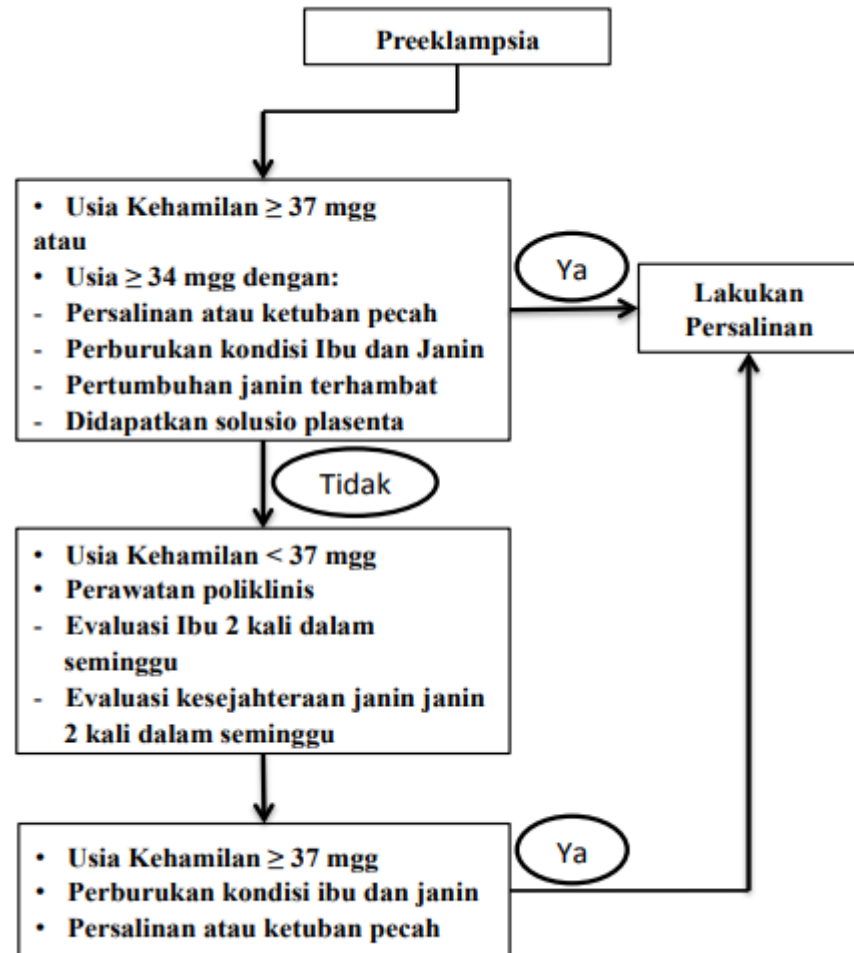 Preeklampsia
• Usia Kehamilan ≥ 37 mgg
atau
• Usia ≥ 34 mgg dengan:
- Persalinan atau ketuban pecah
- Perburukan kondisi Ibu dan Janin
- Pertumbuhan janin terhambat
- Didapatkan solusio plasenta
Ya
Lakukan
Persalinan
Tidak
• Usia Kehamilan < 37 mgg
• Perawatan poliklinis
- Evaluasi Ibu 2 kali dalam
seminggu
- Evaluasi kesejahteraan janin janin
2 kali dalam seminggu
• Usia Kehamilan ≥ 37 mgg
• Perburukan kondisi ibu dan janin
• Persalinan atau ketuban pecah
Ya